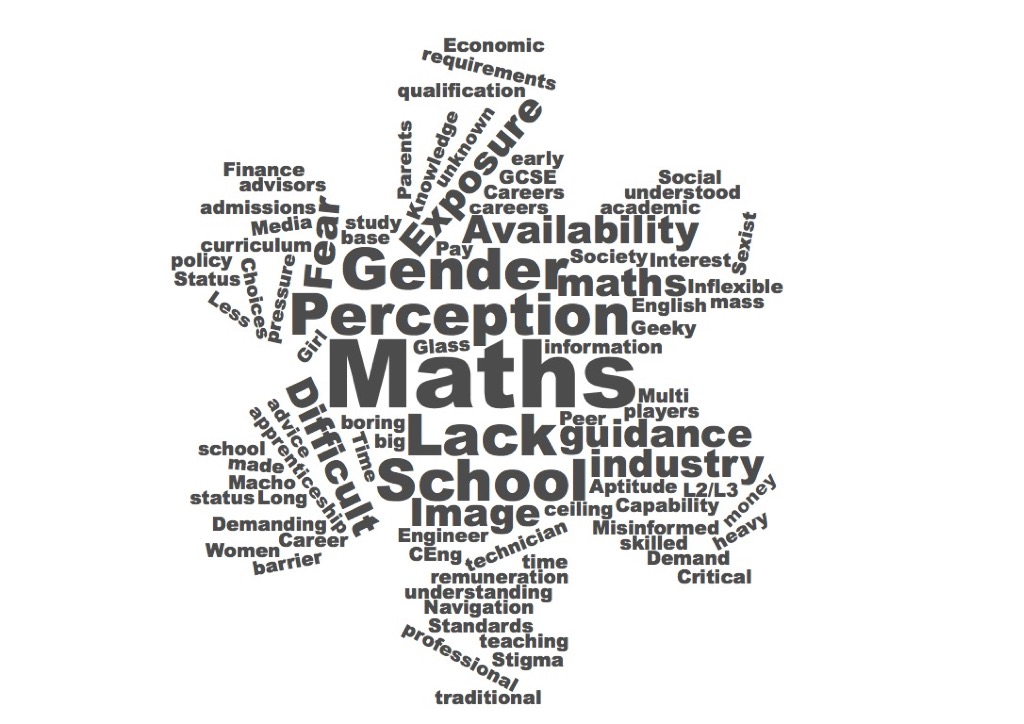 Economic
requirements
qualification
Parents
Knowledge
unknown
Exposure
early
GCSE
Careers
careers
Finance
advisors
admissions
Media
curriculum
policy
Status
Less
Choices
pressure
Fear
study
base
Pay
Availability
Social
understood
academic
Sexist
Society
Interest
Gender
maths
Inflexible
English
mass
Perception
Geeky
Girl
Glass
information
Maths
Multi
players
Peer
Difficult
advice
apprenticeship
boring
big
Time
Lack
guidance
industry
School
school
made
Macho
status
Long
Aptitude
L2/L3
money
heavy
Image
ceiling
Capability
Misinformed
skilled
Demand
Critical
Demanding
Career
Women
barrier
Engineer
CEng
technician
time
remuneration
understanding
Navigation
Standards
teaching
professional
Stigma
traditional